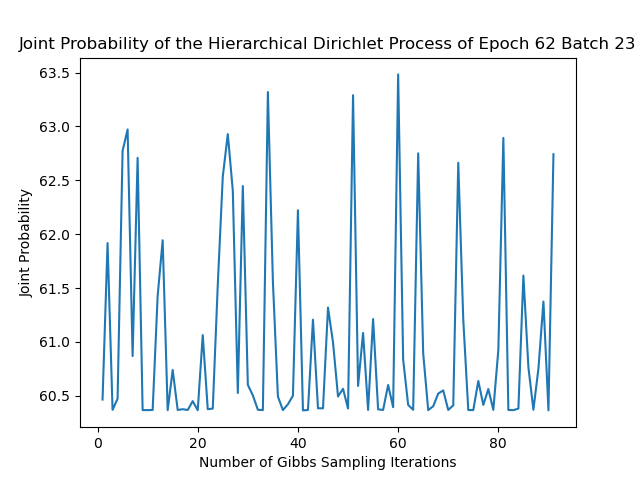 Joint Probability of the Hierarchical Dirichlet Process of Epoch 62 Batch 23
63.5
63.0
62.5
62.0
61.5
61.0
60.5
Joint Probability
0 20 40 60 80
Number of Gibbs Sampling Iterations